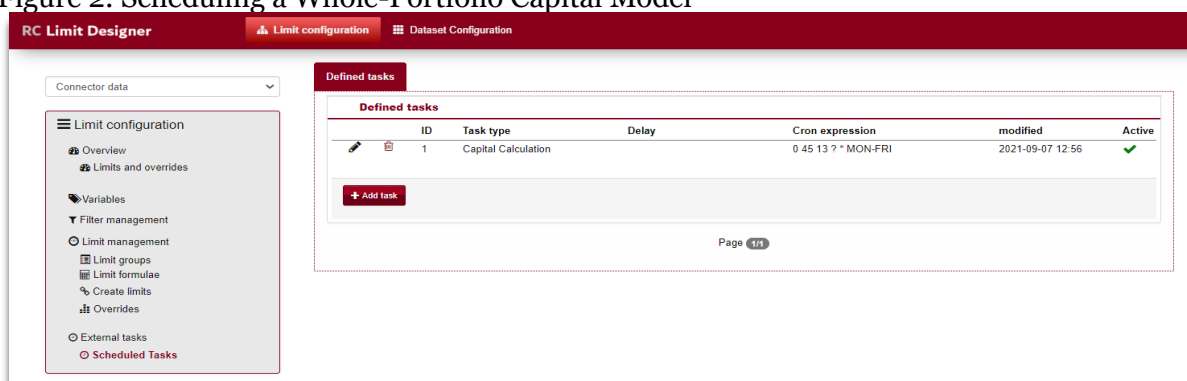 Figure 2: Scheduling a Whole-Portfolio Capital Model
RC Limit Designer Limit configuration Dataset Configuration
Connector data
Limit configuration
Overview
Limits and overrides
Variables
Filter management
Limit management
Limit groups
Limit formulae
Create limits
Overrides
External tasks
Scheduled Tasks
Defined tasks
Defined tasks
ID Task type Delay Cron expression modified Active
1 Capital Calculation 0 45 13 ? * MON-FRI 2021-09-07 12:56
Add task
Page 1/1